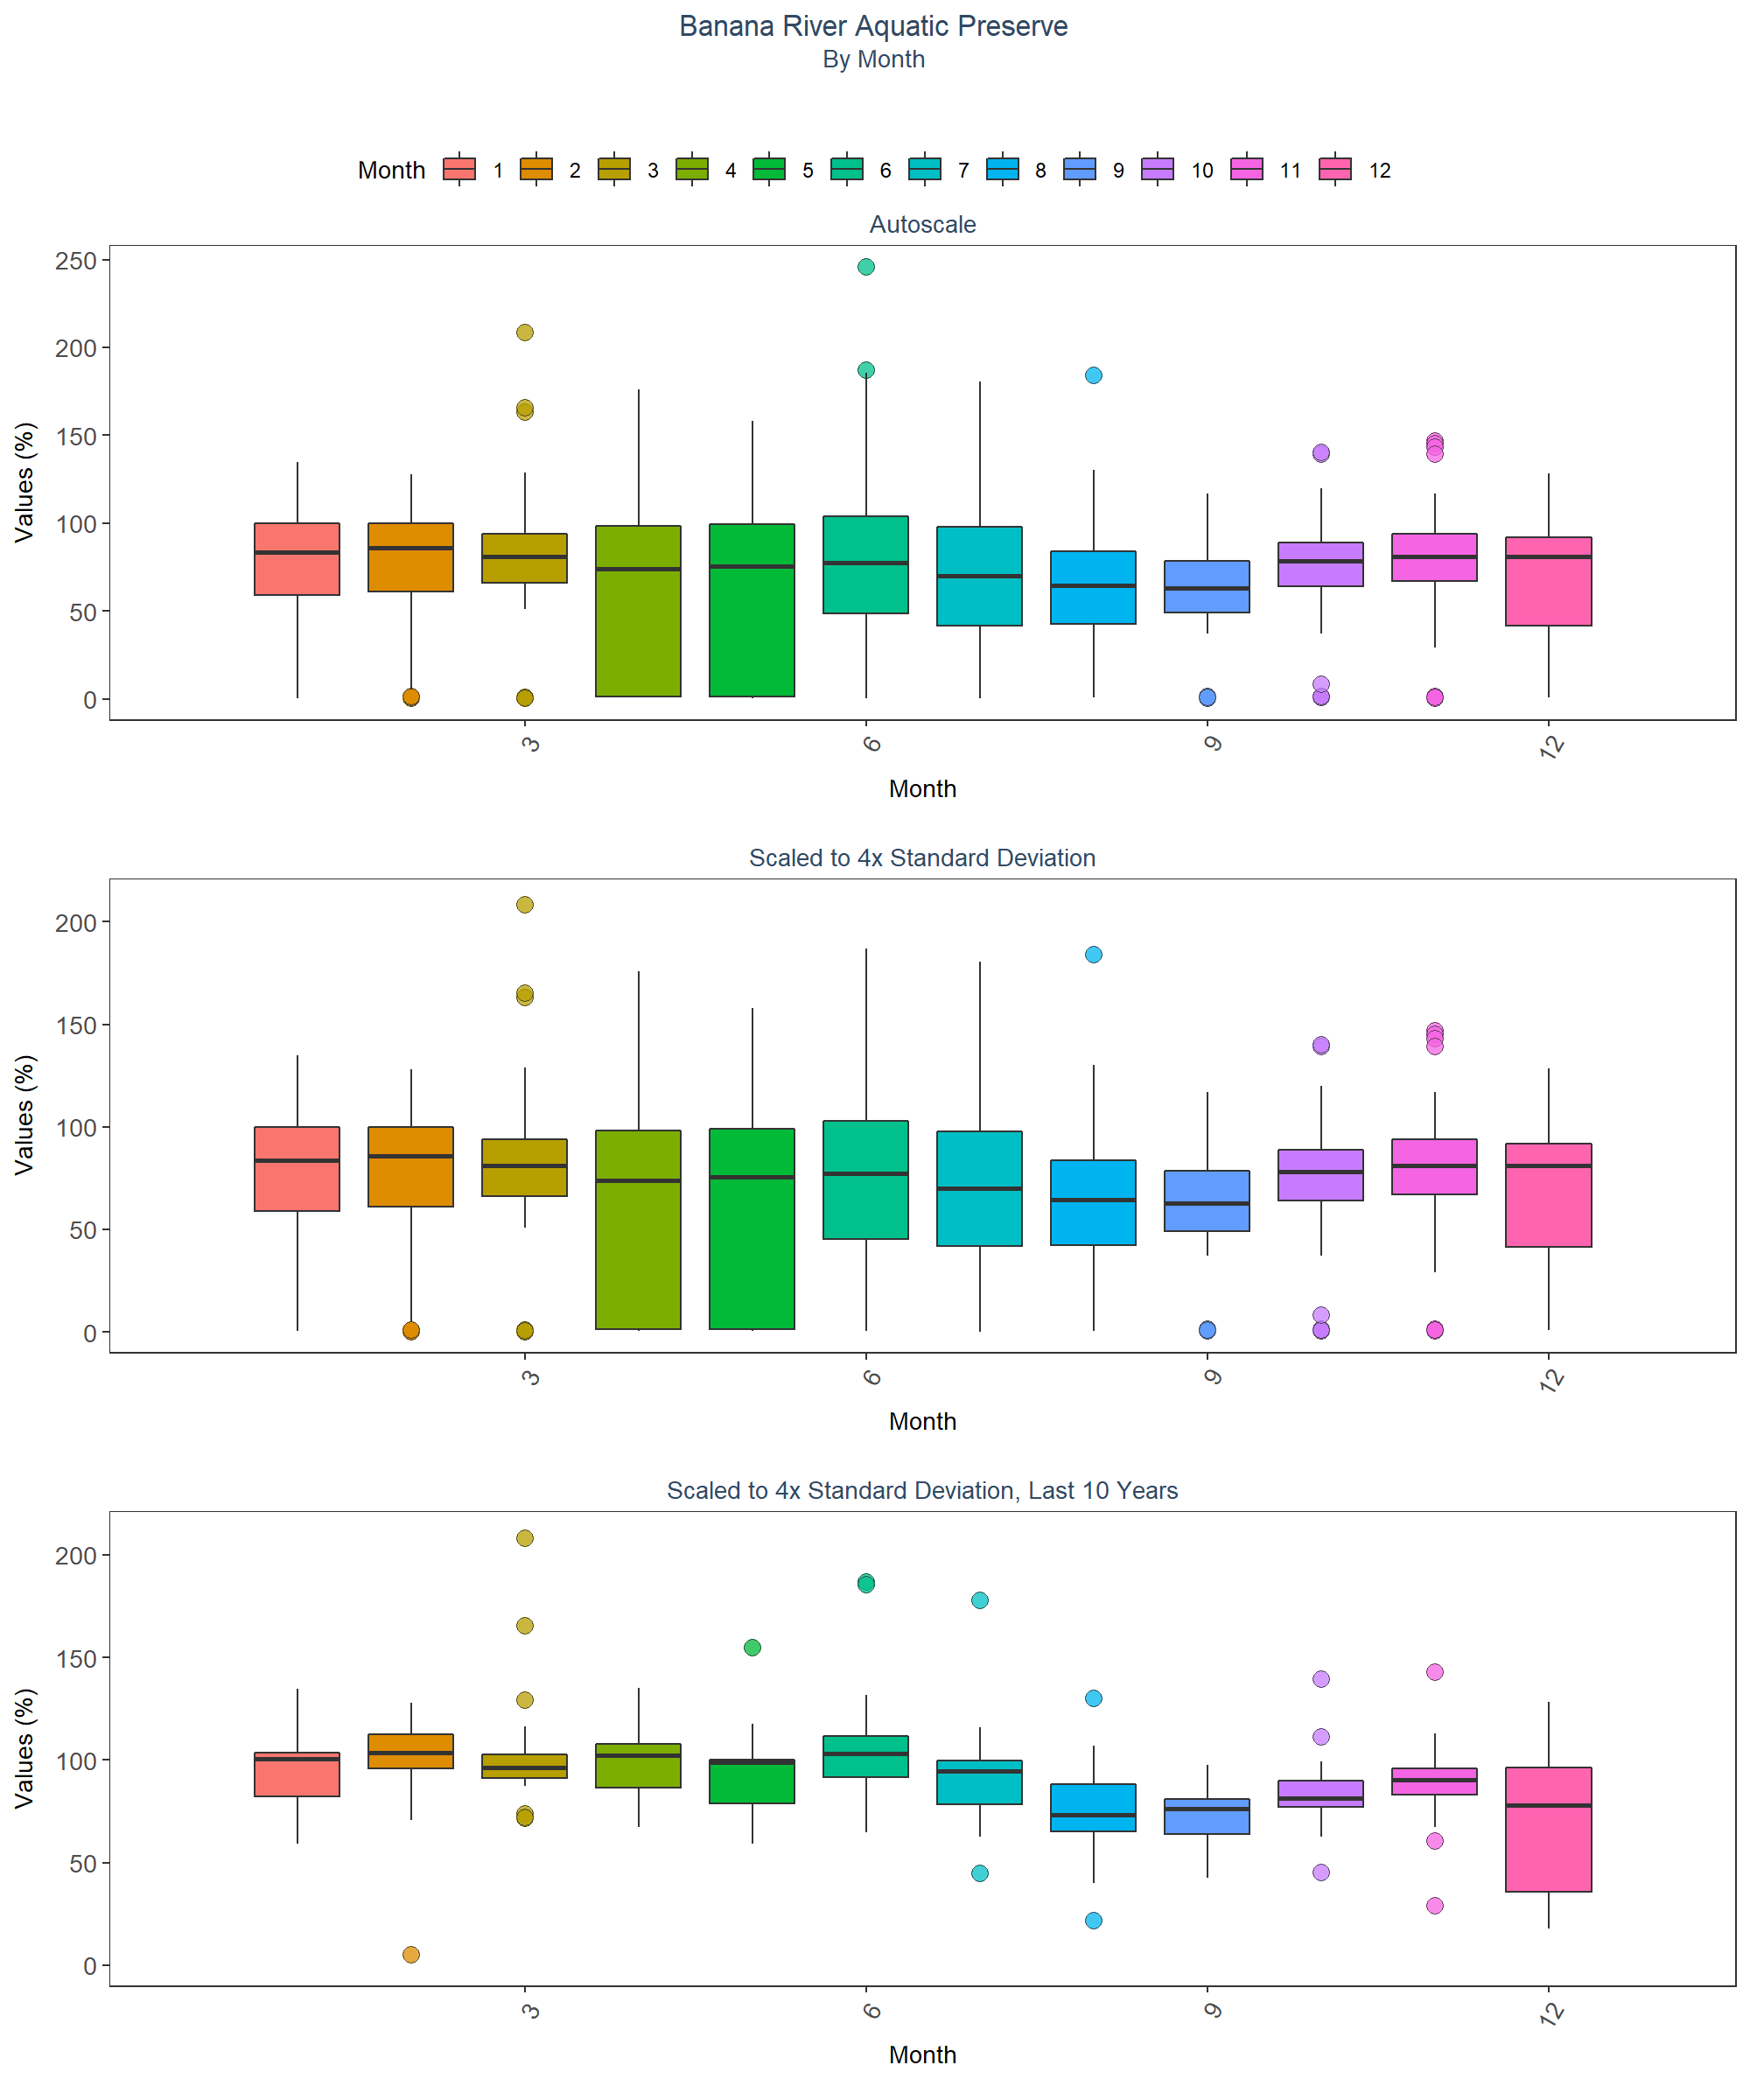 Banana River Aquatic Preserve
By Month
Month 1 2 3 4 5 6 7 8 9 10 11 12
Autoscale
250
200
150
100
50
0
Values (%)
3 6 9 12
Month
Scaled to 4x Standard Deviation
200
150
100
50
0
Values (%)
3 6 9 12
Month
Scaled to 4x Standard Deviation, Last 10 Years
200
150
100
50
0
Values (%)
3 6 9 12
Month